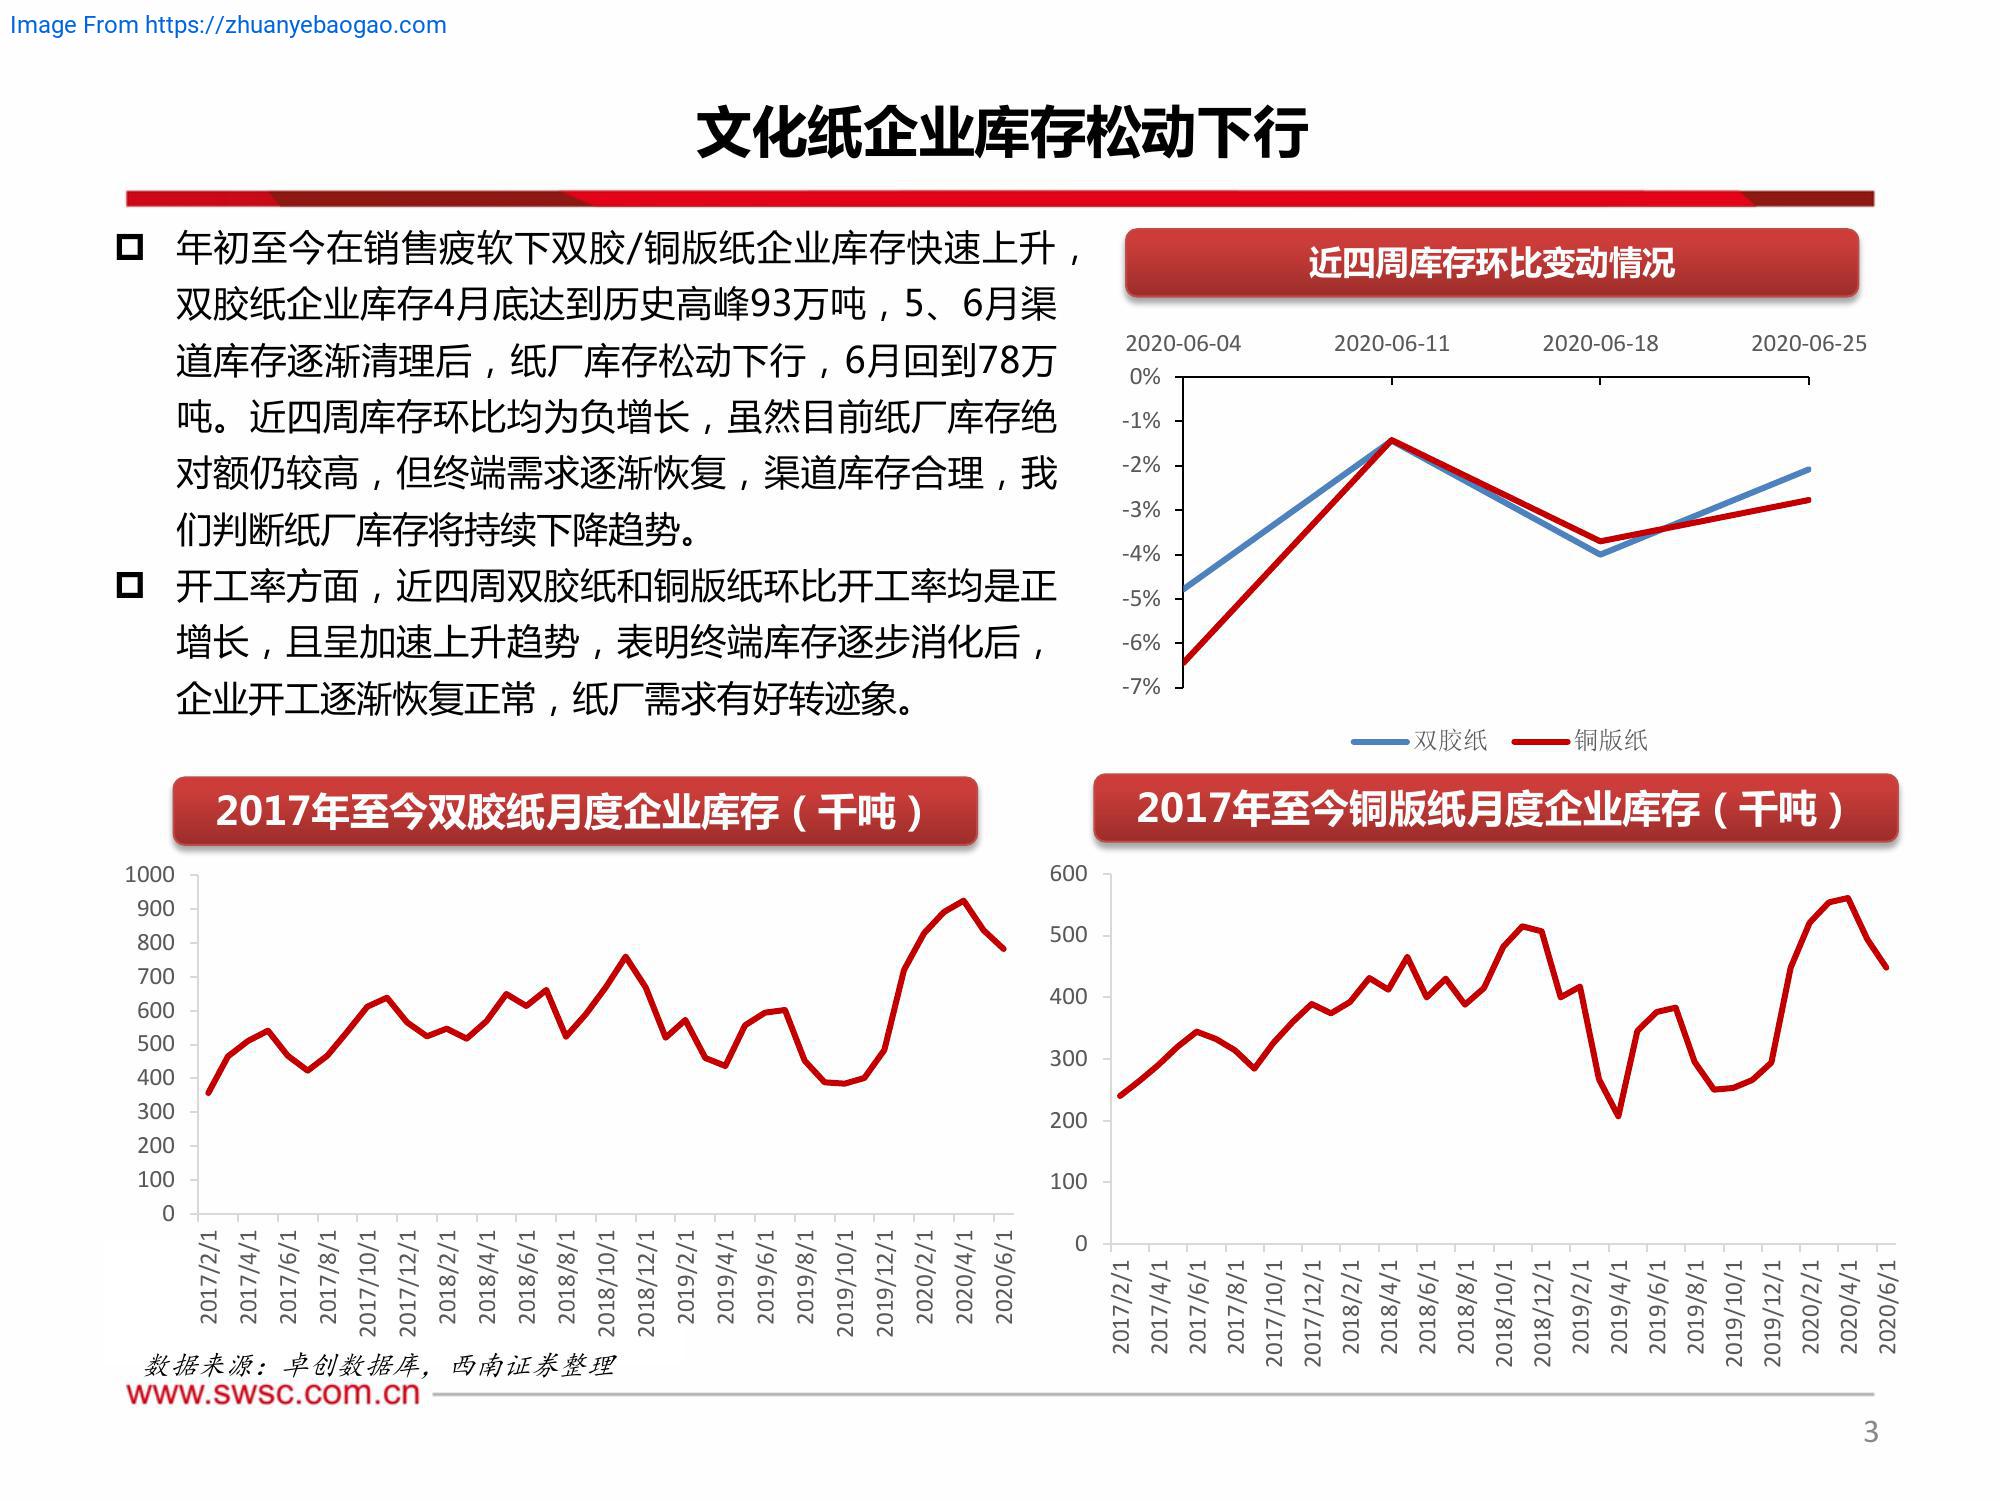 Image From https://zhuanyebaogao.com
文化纸企业库存松动下行
年初至今在销售疲软下双胶/铜版纸企业库存快速上升，
双胶纸企业库存4月底达到历史高峰93万吨，5、6月渠
道库存逐渐清理后，纸厂库存松动下行，6月回到78万
吨。近四周库存环比均为负增长，虽然目前纸厂库存绝
对额仍较高，但终端需求逐渐恢复，渠道库存合理，我
们判断纸厂库存将持续下降趋势。
开工率方面，近四周双胶纸和铜版纸环比开工率均是正
增长，且呈加速上升趋势，表明终端库存逐步消化后，
企业开工逐渐恢复正常，纸厂需求有好转迹象。
近四周库存环比变动情况
2020-06-04 2020-06-11 2020-06-18 2020-06-25
0%
-1%
-2%
-3%
-4%
-5%
-6%
-7%
双胶纸 铜版纸
2017年至今双胶纸月度企业库存（千吨）
1000
900
800
700
600
500
400
300
200
100
0
2017/2/1 2017/4/1 2017/6/1 2017/8/1 2017/10/1 2017/12/1 2018/2/1 2018/4/1 2018/6/1 2018/8/1 2018/10/1 2018/12/1 2019/2/1 2019/4/1 2019/6/1 2019/8/1 2019/10/1 2019/12/1 2020/2/1 2020/4/1 2020/6/1
2017年至今铜版纸月度企业库存（千吨）
600
500
400
300
200
100
0
2017/2/1 2017/4/1 2017/6/1 2017/8/1 2017/10/1 2017/12/1 2018/2/1 2018/4/1 2018/6/1 2018/8/1 2018/10/1 2018/12/1 2019/2/1 2019/4/1 2019/6/1 2019/8/1 2019/10/1 2019/12/1 2020/2/1 2020/4/1 2020/6/1
数据来源：卓创数据库，西南证券整理
www.swsc.com.cn
3